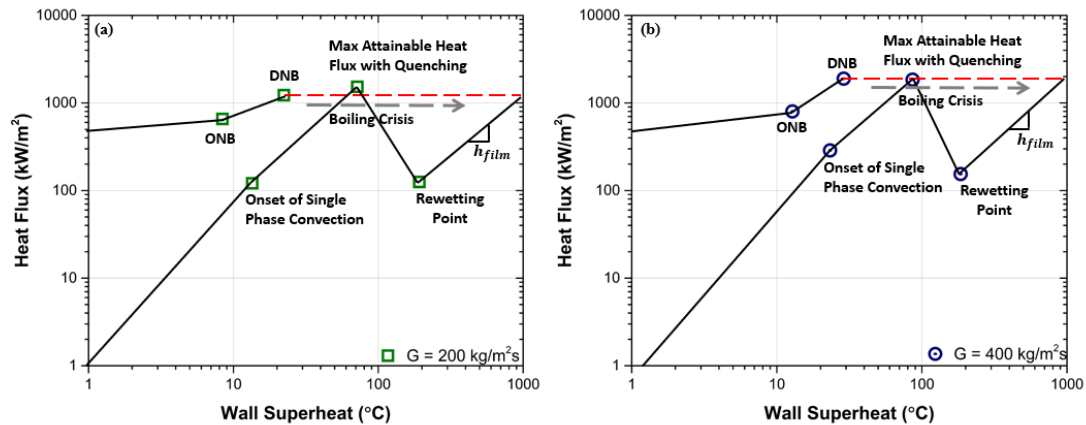 (a)
10000
1000
100
10
1
Heat Flux (kW/m²)
DNB
ONB
Max Attainable Heat
Flux with Quenching
Boiling Crisis
h_film
Onset of Single
Phase Convection
Rewetting
Point
G = 200 kg/m²s
1
10
100
1000
Wall Superheat (°C)
(b)
10000
1000
100
10
1
Heat Flux (kW/m²)
DNB
ONB
Max Attainable Heat
Flux with Quenching
Boiling Crisis
h_film
Onset of Single
Phase Convection
Rewetting
Point
G = 400 kg/m²s
1
10
100
1000
Wall Superheat (°C)